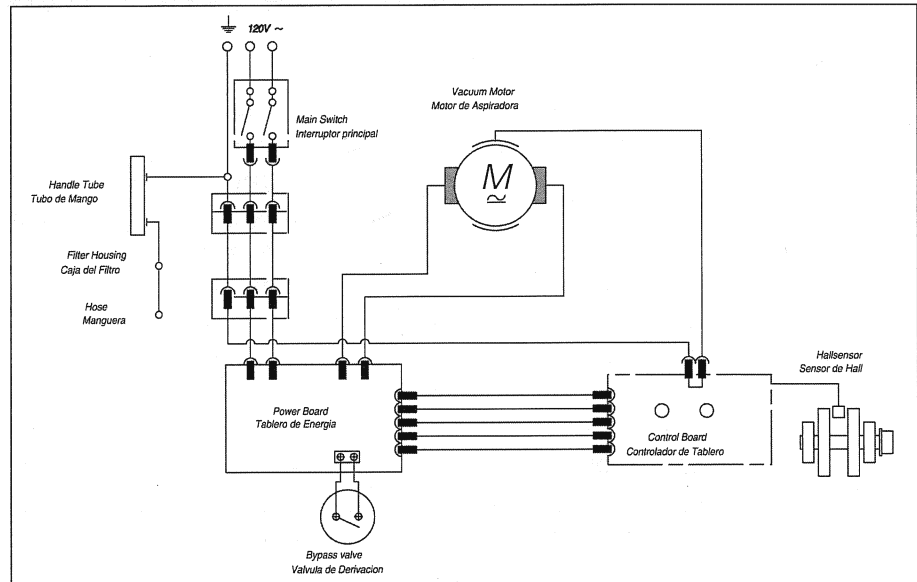 120V ~
Main Switch
Interruptor principal
Vacuum Motor
Motor de Aspiradora
M
Handle Tube
Tubo de Mango
Filter Housing
Caja del Filtro
Hose
Manguera
Hallsensor
Sensor de Hall
Power Board
Tablero de Energia
Control Board
Controlador de Tablero
Bypass valve
Valvula de Derivacion